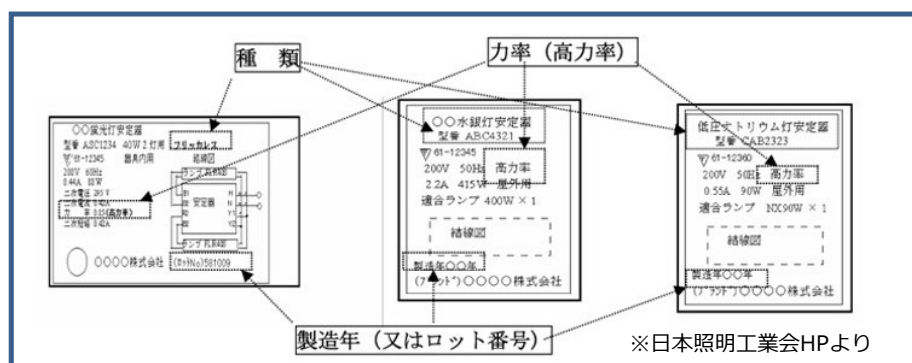 種 類
力率（高力率）
○○蛍光灯安定器
型番 ASC1234 40W2灯用 フリッカレス
61-12345 器具内用 結線図
200V 60Hz
0.44A 88W
二次電圧 295V
二次電流 0.42A
力 率 0.85(高力率)
二次短絡 0.42A
安定器
○○○○株式会社 (ロットNo)581009
○○水銀灯安定器
型番 ABC4321
61-12345
200V 50Hz 高力率
2.2A 415W 屋外用
適合ランプ 400W × 1
結線図
製造年○○年
(ブランド)○○○○株式会社
低圧ナトリウム灯安定器
型番 CAB2323
61-12360
200V 50Hz 高力率
0.55A 90W 屋外用
適合ランプ NX90W × 1
結線図
製造年○○年
(ブランド)○○○○株式会社
製造年（又はロット番号）
※日本照明工業会HPより